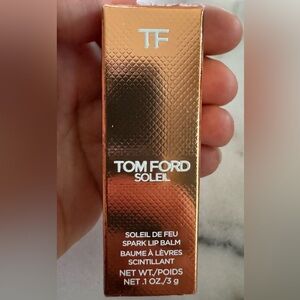 TF
TOM FORD
SOLEIL
SOLEIL DE FEU
SPARK LIP BALM
BAUME À LÈVRES
SCINTILLANT
NET WT./POIDS
NET .1 OZ/3 g